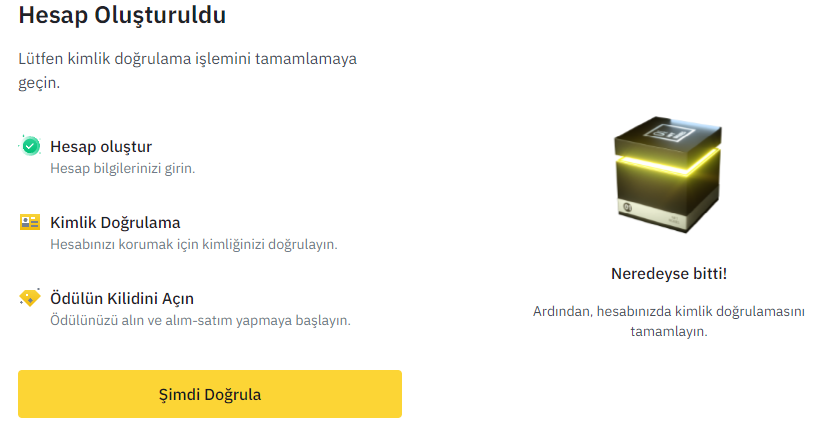 Hesap Oluşturuldu
Lütfen kimlik doğrulama işlemini tamamlamaya
geçin.
Hesap oluştur
Hesap bilgilerinizi girin.
Kimlik Doğrulama
Hesabınızı korumak için kimliğinizi doğrulayın.
Ödülün Kilidini Açın
Ödülünüzü alın ve alım-satım yapmaya başlayın.
Şimdi Doğrula
Neredeyse bitti!
Ardından, hesabınızda kimlik doğrulamasını
tamamlayın.